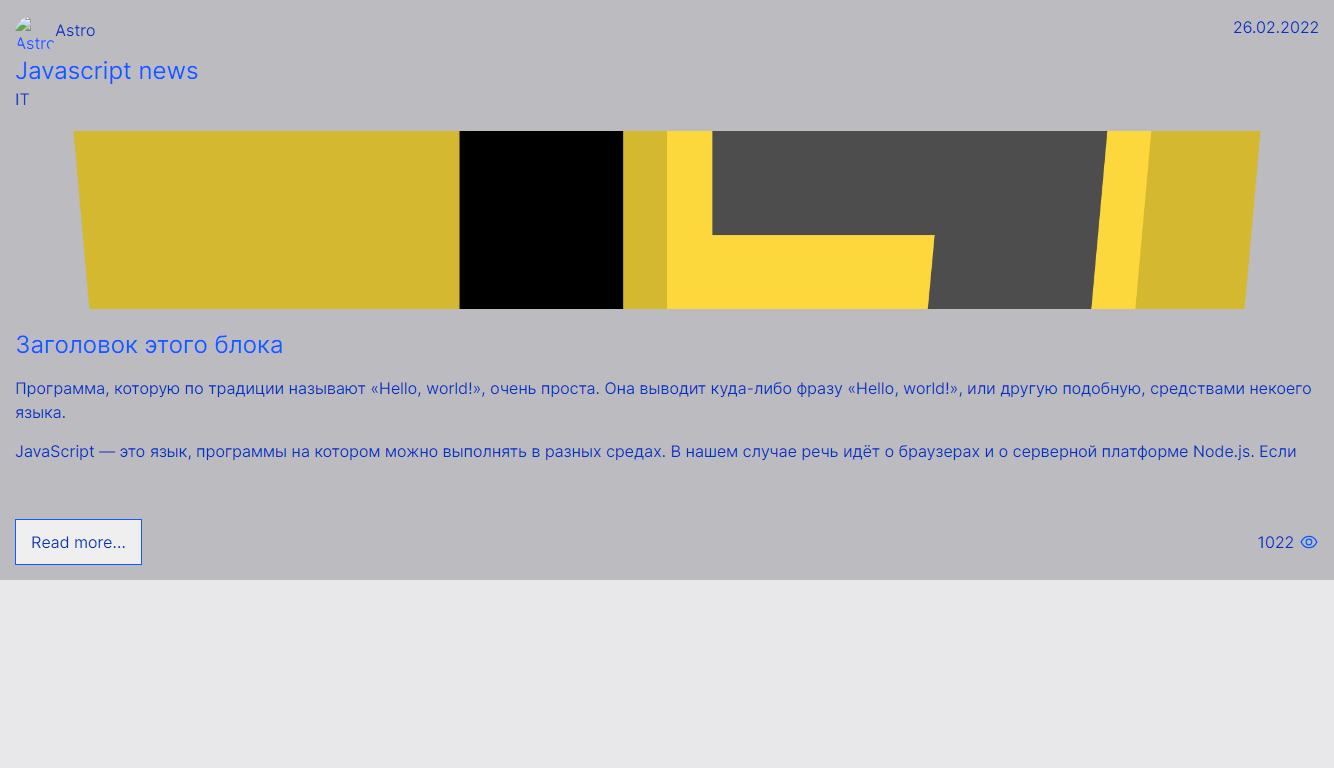 Astro Astro
26.02.2022
Javascript news
IT
Заголовок этого блока
Программа, которую по традиции называют «Hello, world!», очень проста. Она выводит куда-либо фразу «Hello, world!», или другую подобную, средствами некоего
языка.
JavaScript — это язык, программы на котором можно выполнять в разных средах. В нашем случае речь идёт о браузерах и о серверной платформе Node.js. Если
Read more...
1022